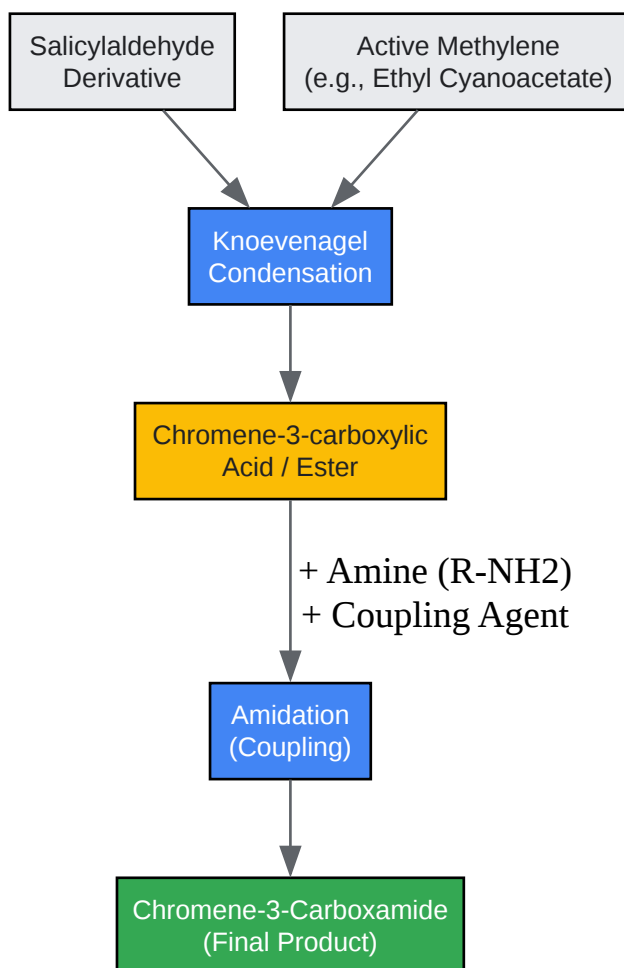 Salicylaldehyde
Derivative
Active Methylene
(e.g., Ethyl Cyanoacetate)
Knoevenagel
Condensation
Chromene-3-carboxylic
Acid / Ester
+ Amine (R-NH2)
+ Coupling Agent
Amidation
(Coupling)
Chromene-3-Carboxamide
(Final Product)